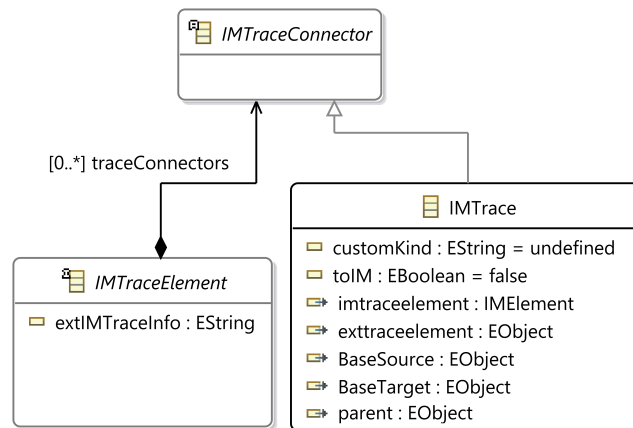 IMTraceConnector
[0..*] traceConnectors
IMTrace
customKind : EString = undefined
toIM : EBoolean = false
imtraceelement : IMElement
exttraceelement : EObject
BaseSource : EObject
BaseTarget : EObject
parent : EObject
IMTraceElement
extIMTraceInfo : EString